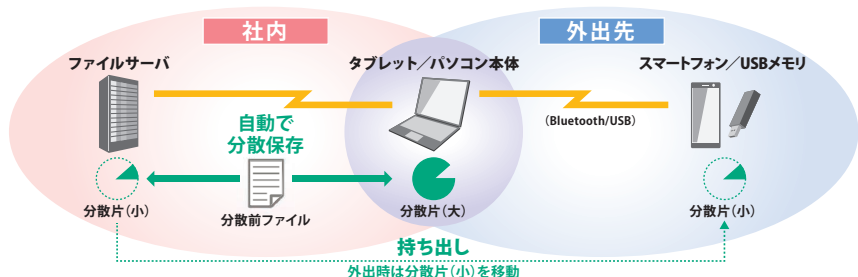 社内
外出先
ファイルサーバ
タブレット／パソコン本体
スマートフォン／USBメモリ
自動で
分散保存
(Bluetooth/USB)
分散片(小)
分散前ファイル
分散片(大)
分散片(小)
持ち出し
外出時は分散片(小)を移動